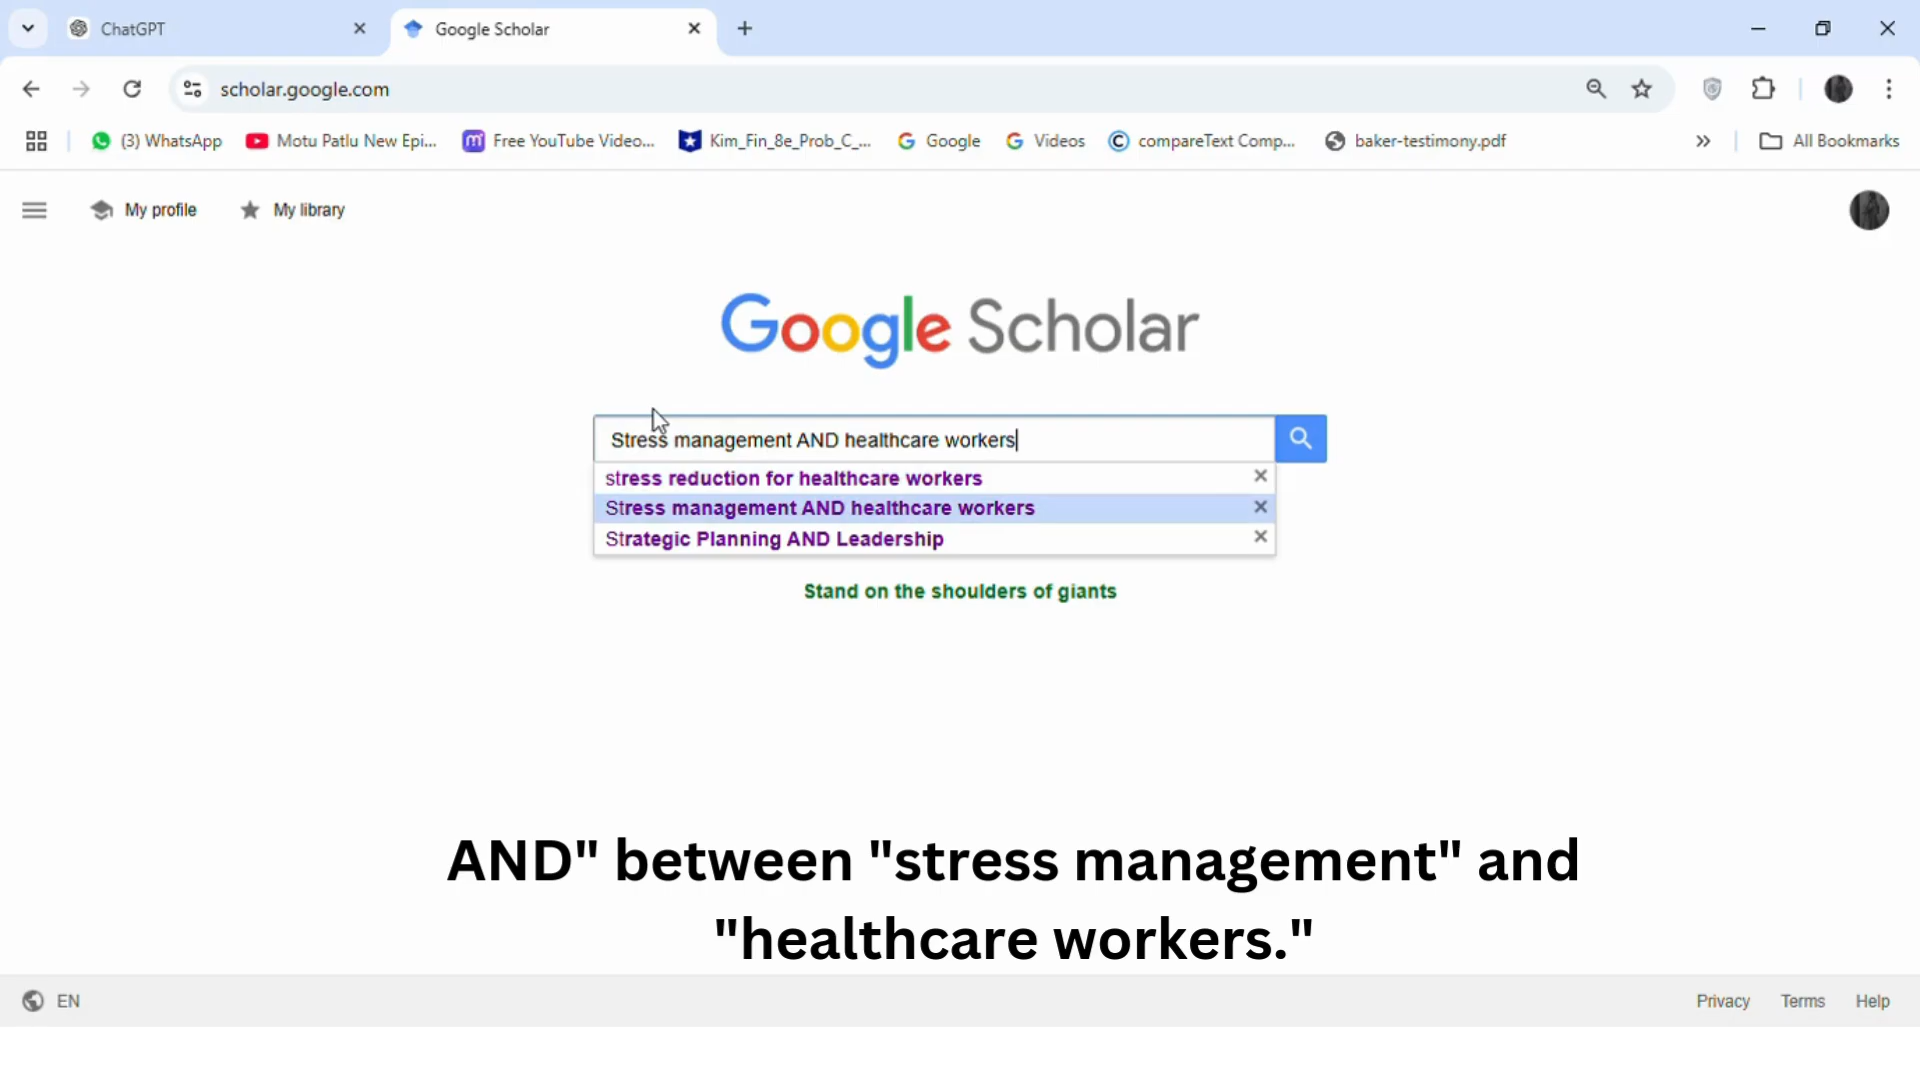 ChatGPT
Google Scholar
scholar.google.com
(3) WhatsApp
Motu Patlu New Epi...
Free YouTube Video...
Kim_Fin_8e_Prob_C_...
Google
Videos
compareText Comp...
baker-testimony.pdf
All Bookmarks
My profile
My library
Google Scholar
Stress management AND healthcare workers
stress reduction for healthcare workers
Stress management AND healthcare workers
Strategic Planning AND Leadership
Stand on the shoulders of giants
AND" between "stress management" and
"healthcare workers."
EN
Privacy
Terms
Help